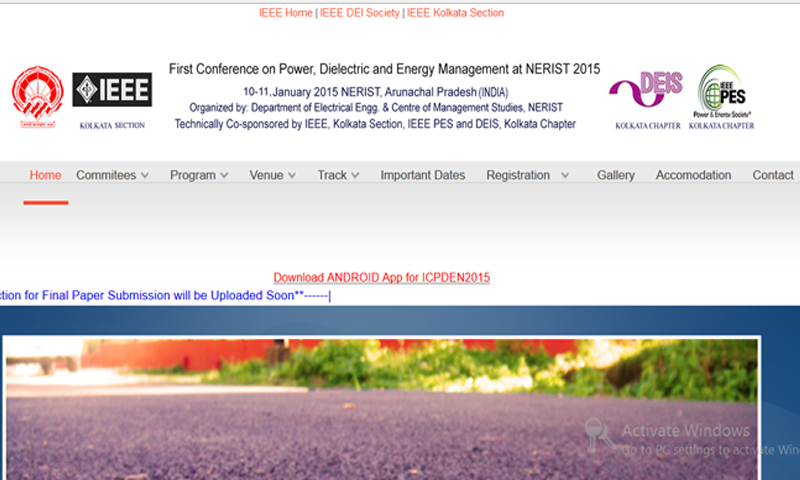 IEEE Home | IEEE DEI Society | IEEE Kolkata Section
First Conference on Power, Dielectric and Energy Management at NERIST 2015
10-11, January 2015 NERIST, Arunachal Pradesh (INDIA)
Organized by: Department of Electrical Engg. & Centre of Management Studies, NERIST
Technically Co-sponsored by IEEE, Kolkata Section, IEEE PES and DEIS, Kolkata Chapter
IEEE
KOLKATA SECTION
DEIS
KOLKATA CHAPTER
IEEE
PES
Power & Energy Society®
KOLKATA CHAPTER
Home Commitees Program Venue Track Important Dates Registration Gallery Accomodation Contact
Download ANDROID App for ICPDEN2015
ction for Final Paper Submission will be Uploaded Soon**------|
Activate Windows
Go to PC settings to activate Win